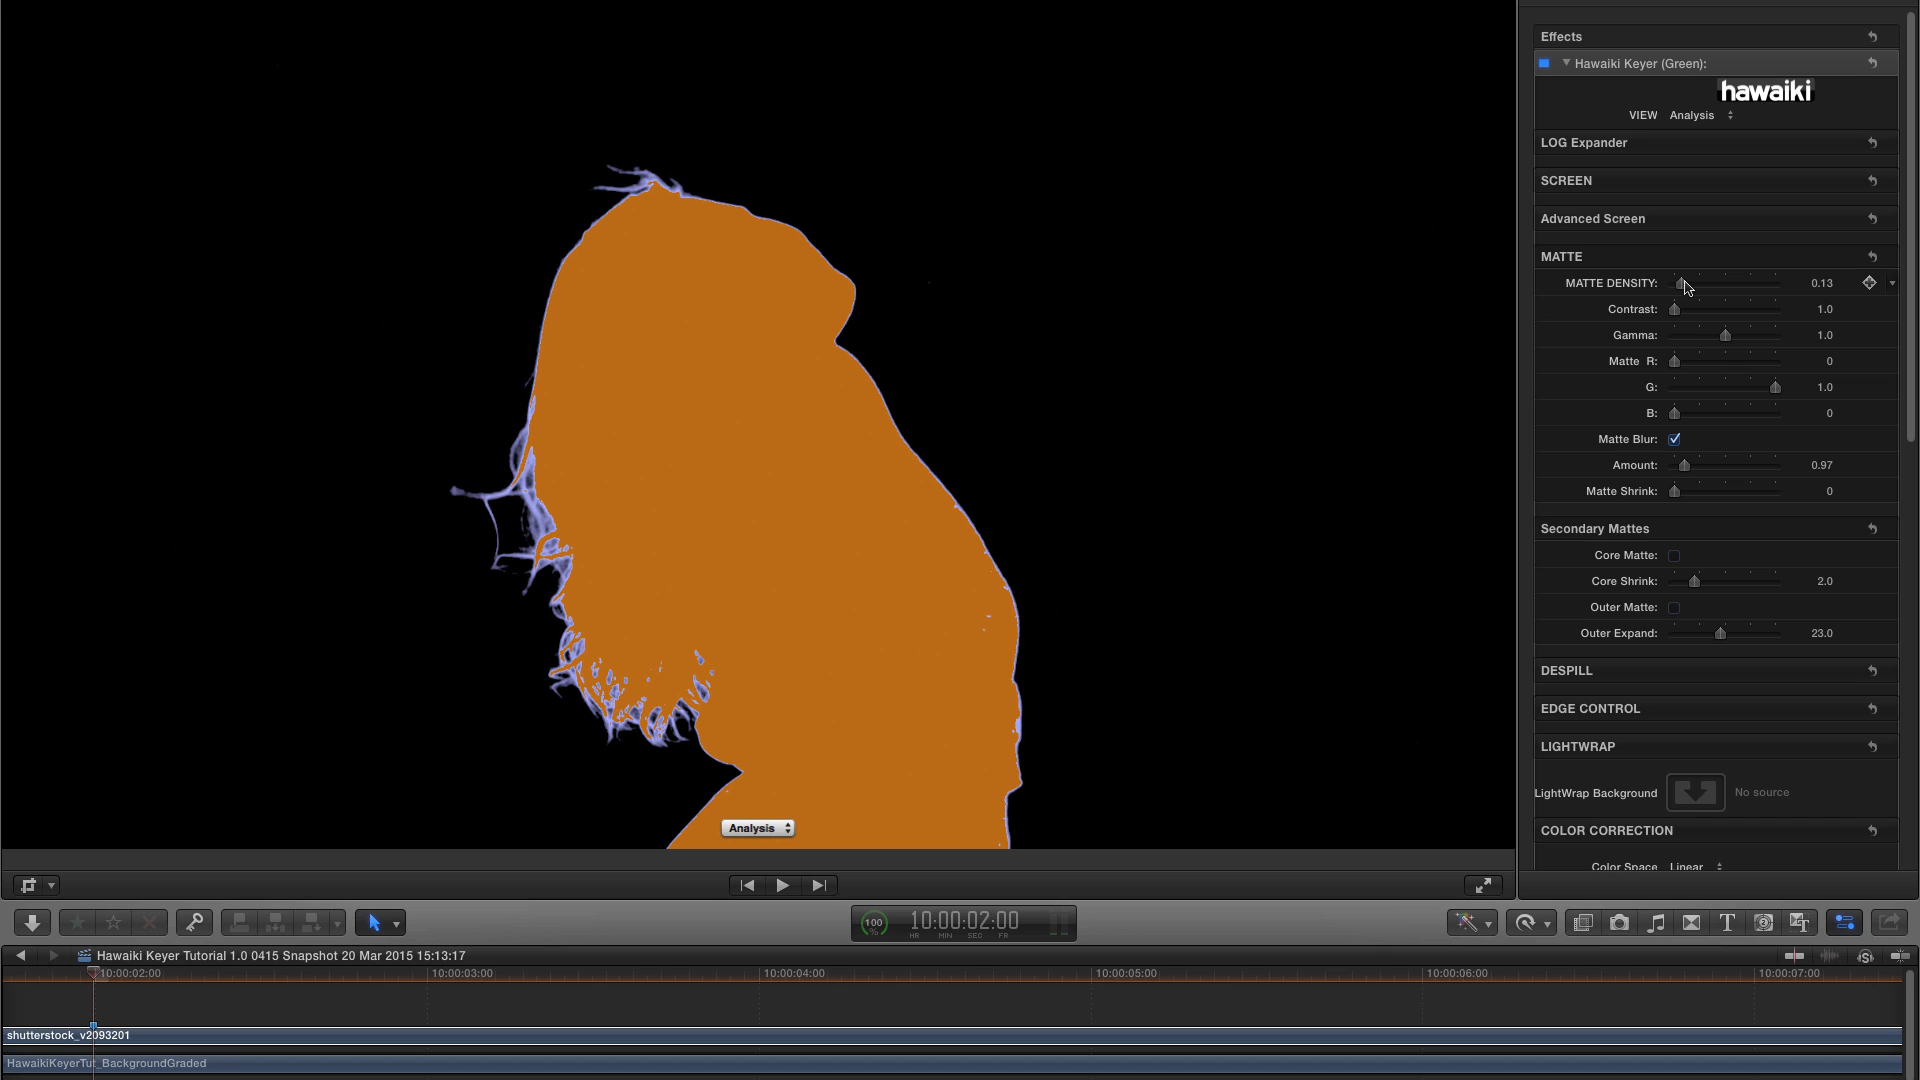 Effects
Hawaiki Keyer (Green):
hawaiki
VIEW Analysis
LOG Expander
SCREEN
Advanced Screen
MATTE
MATTE DENSITY: 0.13
Contrast: 1.0
Gamma: 1.0
Matte R: 0
G: 1.0
B: 0
Matte Blur:
Amount: 0.97
Matte Shrink: 0
Secondary Mattes
Core Matte:
Core Shrink: 2.0
Outer Matte:
Outer Expand: 23.0
DESPILL
EDGE CONTROL
LIGHTWRAP
LightWrap Background No source
Analysis
COLOR CORRECTION
Color Space Linear
100 %
10:00:02:00
HR MIN SEC FR
Hawaiki Keyer Tutorial 1.0 0415 Snapshot 20 Mar 2015 15:13:17
10:00:02:00 10:00:03:00 10:00:04:00 10:00:05:00 10:00:06:00 10:00:07:00
shutterstock_v2093201
HawaikiKeyerTut_BackgroundGraded